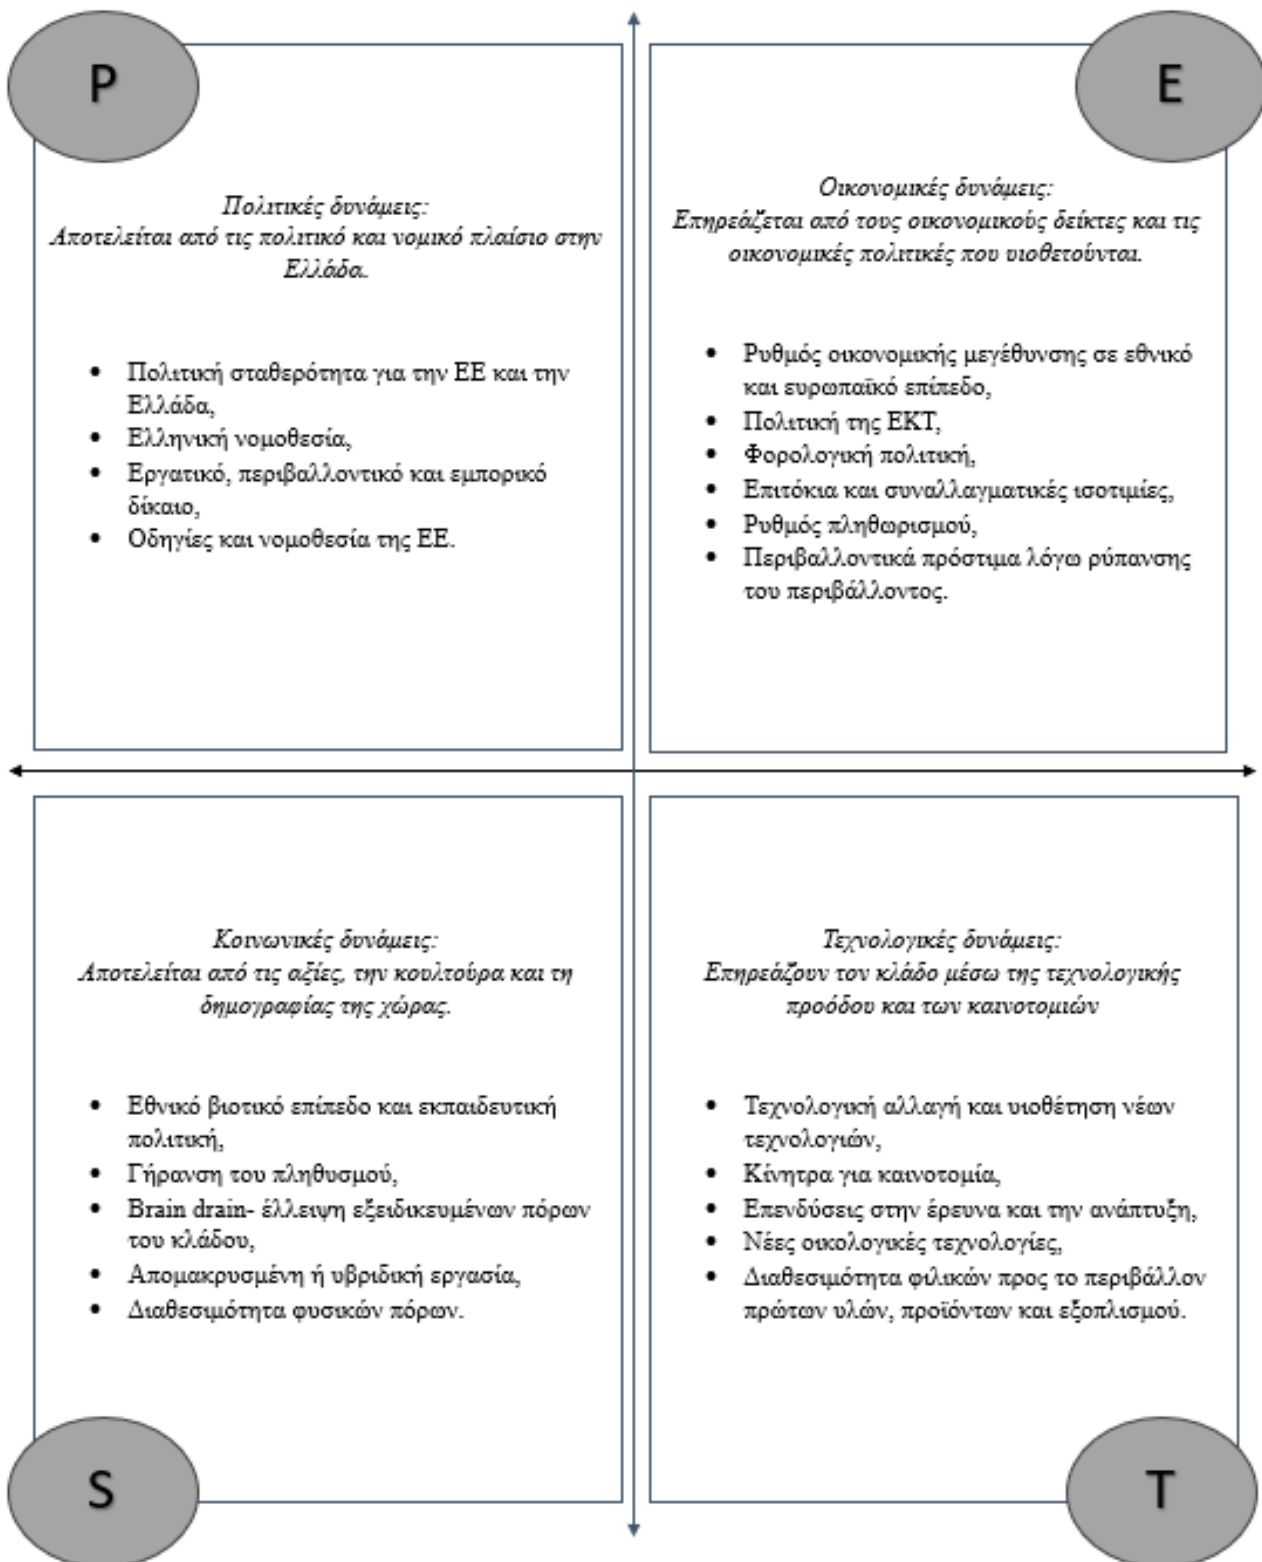 P
Πολιτικές δυνάμεις:
Αποτελείται από τις πολιτικό και νομικό πλαίσιο στην
Ελλάδα.
• Πολιτική σταθερότητα για την ΕΕ και την
Ελλάδα,
• Ελληνική νομοθεσία,
• Εργατικό, περιβαλλοντικό και εμπορικό
δίκαιο,
• Οδηγίες και νομοθεσία της ΕΕ.
E
Οικονομικές δυνάμεις:
Επηρεάζεται από τους οικονομικούς δείκτες και τις
οικονομικές πολιτικές που υιοθετούνται.
• Ρυθμός οικονομικής μεγέθυνσης σε εθνικό
και ευρωπαϊκό επίπεδο,
• Πολιτική της ΕΚΤ,
• Φορολογική πολιτική,
• Επιτόκια και συναλλαγματικές ισοτιμίες,
• Ρυθμός πληθωρισμού,
• Περιβαλλοντικά πρόστιμα λόγω ρύπανσης
του περιβάλλοντος.
Κοινωνικές δυνάμεις:
Αποτελείται από τις αξίες, την κουλτούρα και τη
δημογραφίας της χώρας.
• Εθνικό βιοτικό επίπεδο και εκπαιδευτική
πολιτική,
• Γήρανση του πληθυσμού,
• Brain drain- έλλειψη εξειδικευμένων πόρων
του κλάδου,
• Απομακρυσμένη ή υβριδική εργασία,
• Διαθεσιμότητα φυσικών πόρων.
S
Τεχνολογικές δυνάμεις:
Επηρεάζουν τον κλάδο μέσω της τεχνολογικής
προόδου και των καινοτομιών
• Τεχνολογική αλλαγή και υιοθέτηση νέων
τεχνολογιών,
• Κίνητρα για καινοτομία,
• Επενδύσεις στην έρευνα και την ανάπτυξη,
• Νέες οικολογικές τεχνολογίες,
• Διαθεσιμότητα φιλικών προς το περιβάλλον
πρώτων υλών, προϊόντων και εξοπλισμού.
T